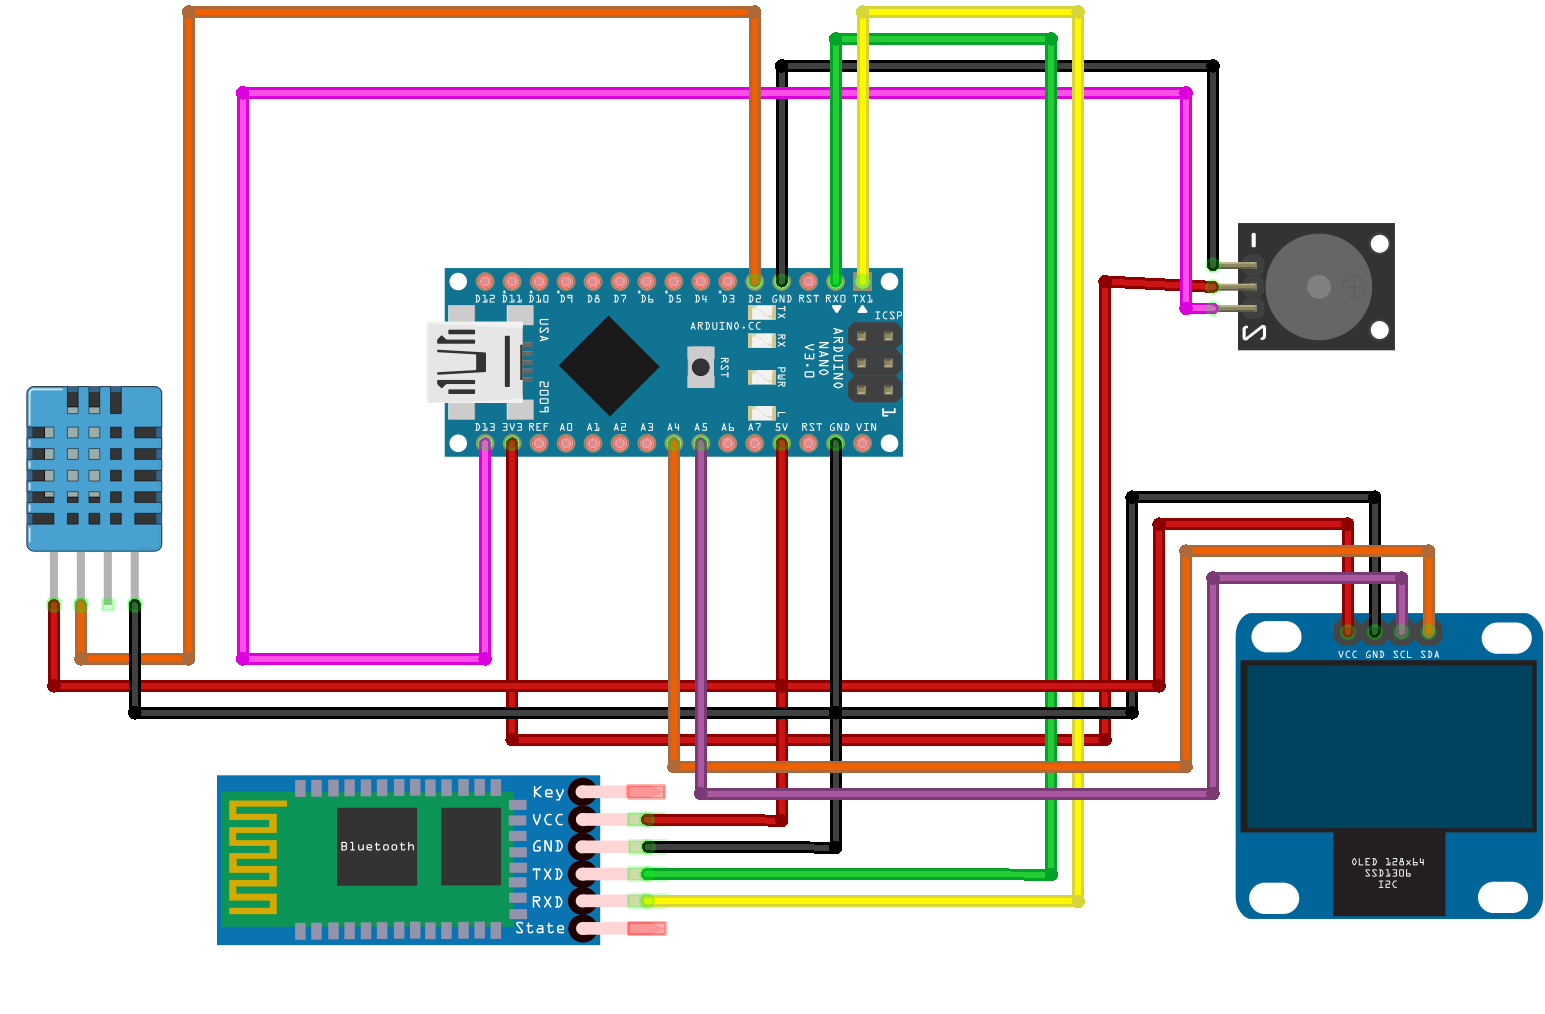 D12 D11 D10 D9 D8 D7 D6 D5 D4 D3 D2 GND RST RX0 TX1
TX
RX
PWR
L
ICSP
ARDUINO.CC
USA
2009
RST
ARDUINO
NANO
V3.0
1
D13 3V3 REF A0 A1 A2 A3 A4 A5 A6 A7 5V RST GND VIN
-
S
VCC GND SCL SDA
OLED 128x64
SSD1306
I2C
Bluetooth
Key
VCC
GND
TXD
RXD
State